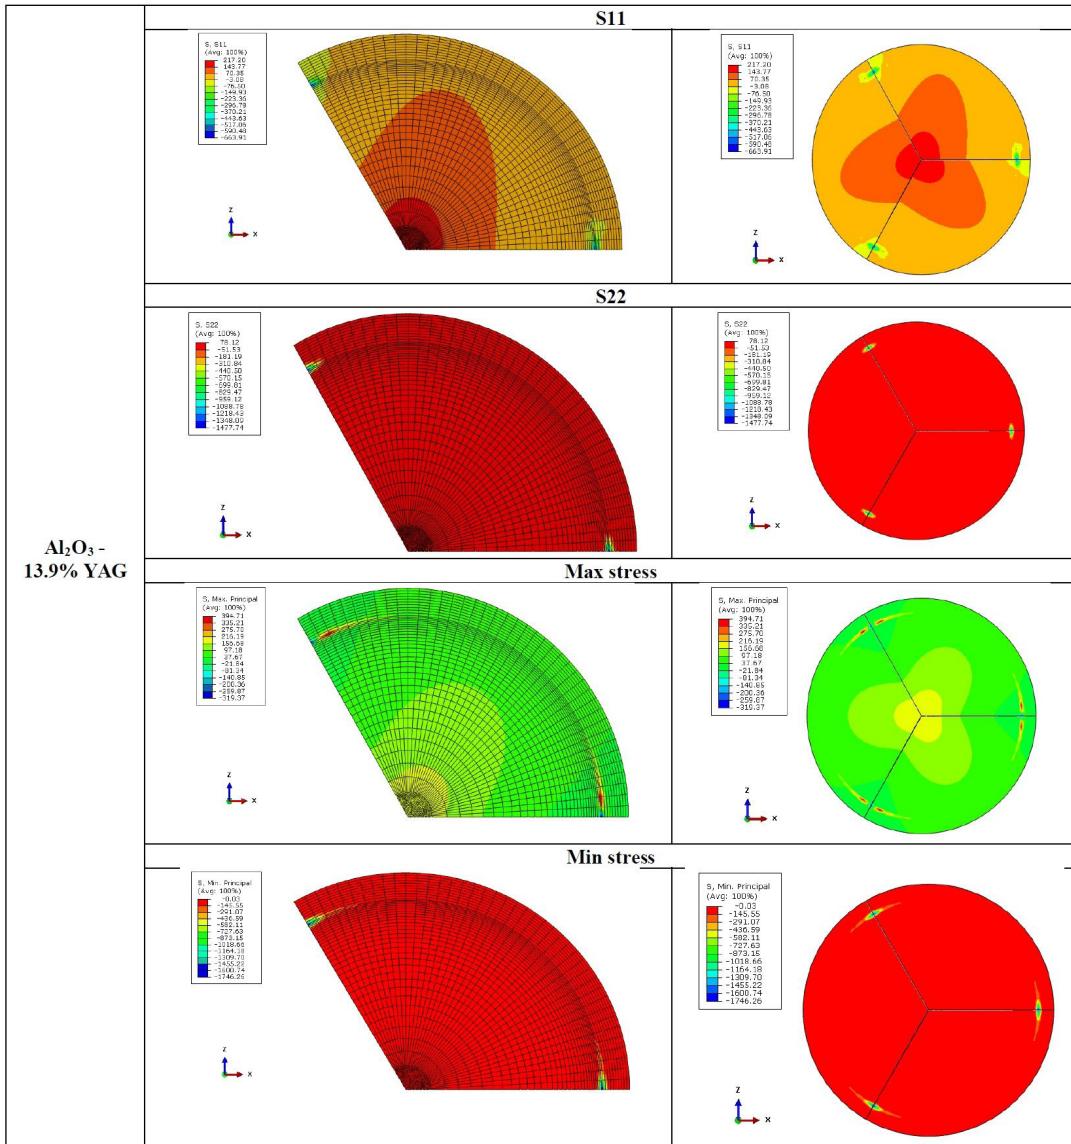 S11
S, S11
(Avg: 100%)
217.20
143.77
70.35
-3.08
-76.50
-149.93
-223.36
-296.78
-370.21
-443.63
-517.06
-590.48
-663.91
Z
X
S, S11
(Avg: 100%)
217.20
143.77
70.35
-3.08
-76.50
-149.93
-223.36
-296.78
-370.21
-443.63
-517.06
-590.48
-663.91
Z
X
S22
S, S22
(Avg: 100%)
78.12
-51.53
-181.19
-310.84
-440.50
-570.15
-699.81
-829.47
-959.12
-1088.78
-1218.43
-1348.09
-1477.74
Z
X
S, S22
(Avg: 100%)
78.12
-51.53
-181.19
-310.84
-440.50
-570.15
-699.81
-829.47
-959.12
-1088.78
-1218.43
-1348.09
-1477.74
Z
X
Al₂O₃ -
13.9% YAG
Max stress
S, Max. Principal
(Avg: 100%)
394.71
335.21
275.70
216.19
156.68
97.18
37.67
-21.84
-81.34
-140.85
-200.36
-259.87
-319.37
Z
X
S, Max. Principal
(Avg: 100%)
394.71
335.21
275.70
216.19
156.68
97.18
37.67
-21.84
-81.34
-140.85
-200.36
-259.87
-319.37
Z
X
Min stress
S, Min. Principal
(Avg: 100%)
-0.03
-145.55
-291.07
-436.59
-582.11
-727.63
-873.15
-1018.66
-1164.18
-1309.70
-1455.22
-1600.74
-1746.26
Z
X
S, Min. Principal
(Avg: 100%)
-0.03
-145.55
-291.07
-436.59
-582.11
-727.63
-873.15
-1018.66
-1164.18
-1309.70
-1455.22
-1600.74
-1746.26
Z
X